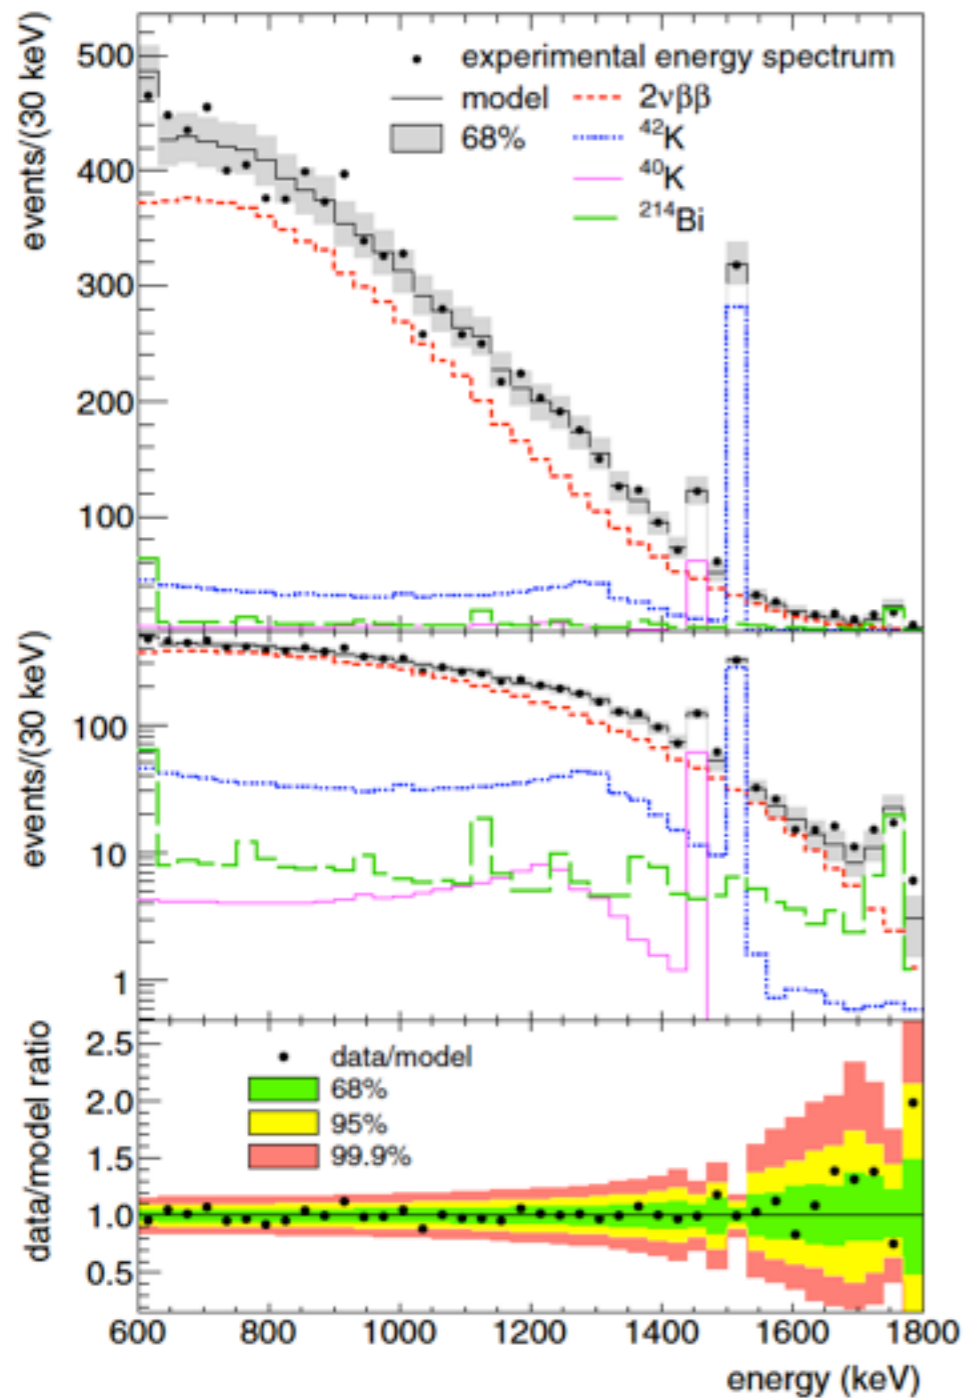 events/(30 keV)
500
400
300
200
100
experimental energy spectrum
model
68%
2νββ
⁴²K
⁴⁰K
²¹⁴Bi
events/(30 keV)
100
10
1
data/model ratio
2.5
2.0
1.5
1.0
0.5
data/model
68%
95%
99.9%
600 800 1000 1200 1400 1600 1800
energy (keV)